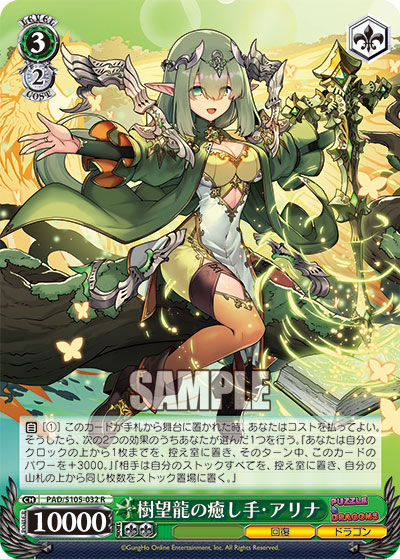 LEVEL
3
2
COST
SAMPLE
自 [①] このカードが手札から舞台に置かれた時、あなたはコストを払ってよい。
そうしたら、次の2つの効果のうちあなたが選んだ1つを行う。『あなたは自分の
クロックの上から1枚までを、控え室に置き、そのターン中、このカードの
パワーを+3000。』『相手は自分のストックすべてを、控え室に置き、自分の
山札の上から同じ枚数をストック置場に置く。』
CH PAD/S105-032 R
樹望龍の癒し手・アリナ
PUZZLE & DRAGONS
POWER
10000
回復
ドラゴン
©GungHo Online Entertainment, Inc. All Rights Reserved.